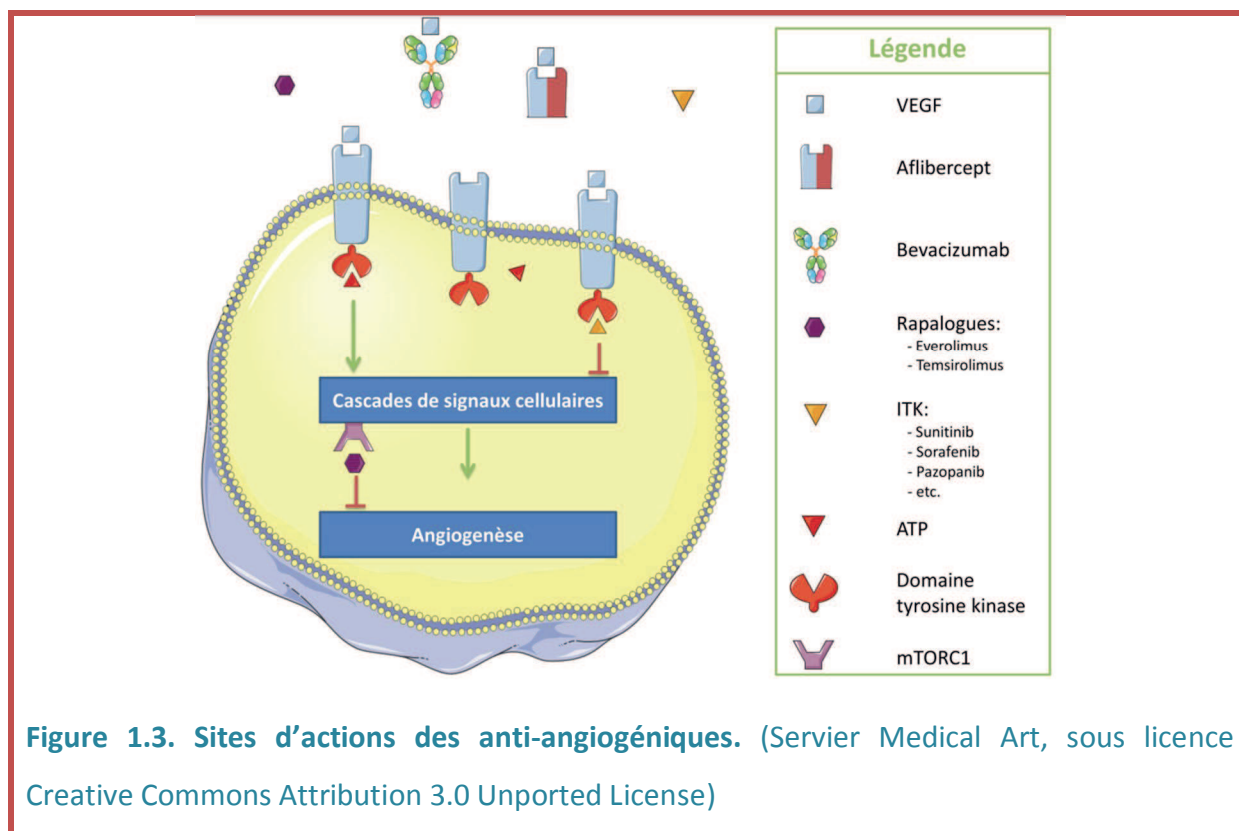 Légende
VEGF
Aflibercept
Bevacizumab
Rapalogues:
- Everolimus
- Temsirolimus
ITK:
- Sunitinib
- Sorafenib
- Pazopanib
- etc.
ATP
Domaine
tyrosine kinase
mTORC1
Cascades de signaux cellulaires
Angiogenèse
Figure 1.3. Sites d’actions des anti-angiogéniques. (Servier Medical Art, sous licence
Creative Commons Attribution 3.0 Unported License)